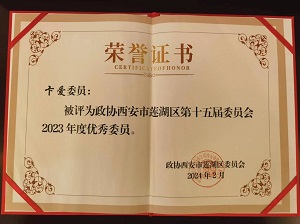 荣誉证书
CERTIFICATE OF HONOR
卡爱委员：
被评为政协西安市莲湖区第十五届委员会
2023年度优秀委员。
政协西安市莲湖区委员会
2024年2月